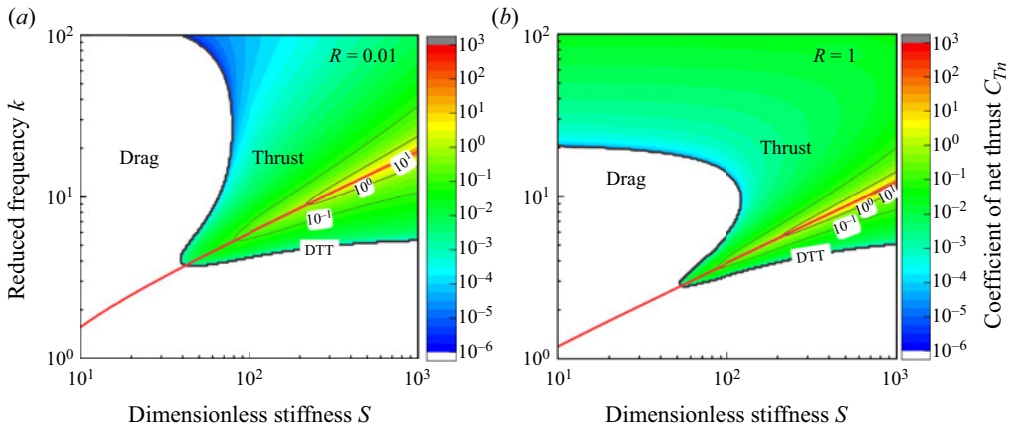 (a)
(b)
Reduced frequency k
10²
10¹
10⁰
R = 0.01
Drag
Thrust
10¹
10⁰
10⁻¹
DTT
10¹
10²
10³
Dimensionless stiffness S
10³
10²
10¹
10⁰
10⁻¹
10⁻²
10⁻³
10⁻⁴
10⁻⁵
10⁻⁶
10²
10¹
10⁰
R = 1
Thrust
Drag
10¹
10⁰
10⁻¹
DTT
10¹
10²
10³
Dimensionless stiffness S
10³
10²
10¹
10⁰
10⁻¹
10⁻²
10⁻³
10⁻⁴
10⁻⁵
10⁻⁶
Coefficient of net thrust C_Tn